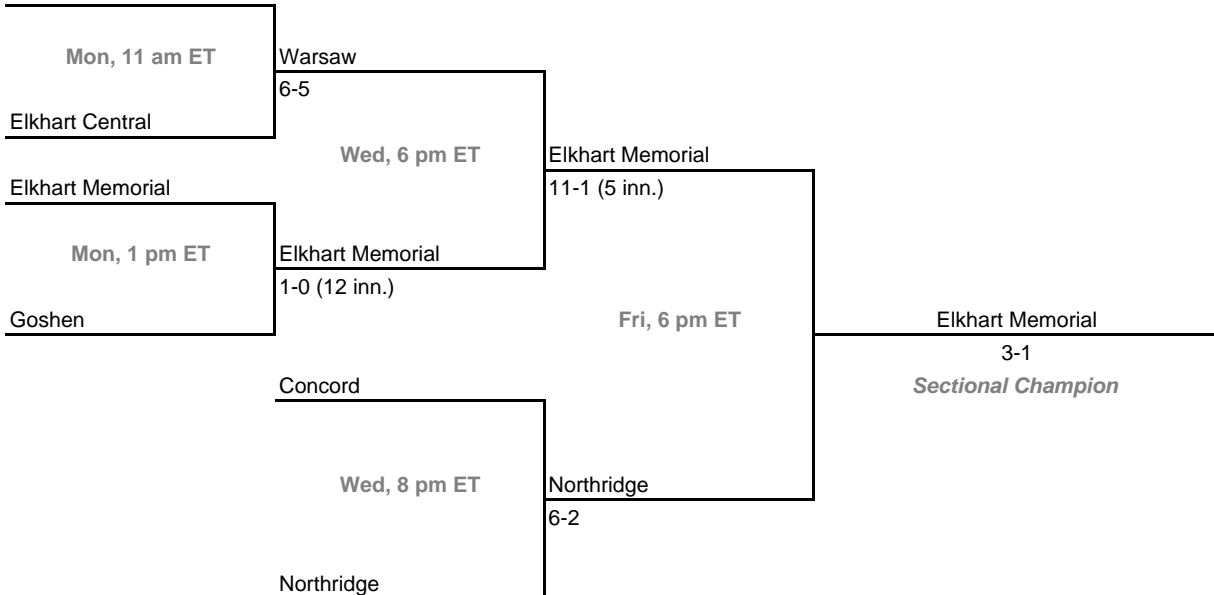 Mon, 11 am ET
Warsaw
6-5
Elkhart Central
Wed, 6 pm ET
Elkhart Memorial
Elkhart Memorial
11-1 (5 inn.)
Mon, 1 pm ET
Elkhart Memorial
1-0 (12 inn.)
Goshen
Fri, 6 pm ET
Elkhart Memorial
3-1
Concord
Sectional Champion
Wed, 8 pm ET
Northridge
6-2
Northridge